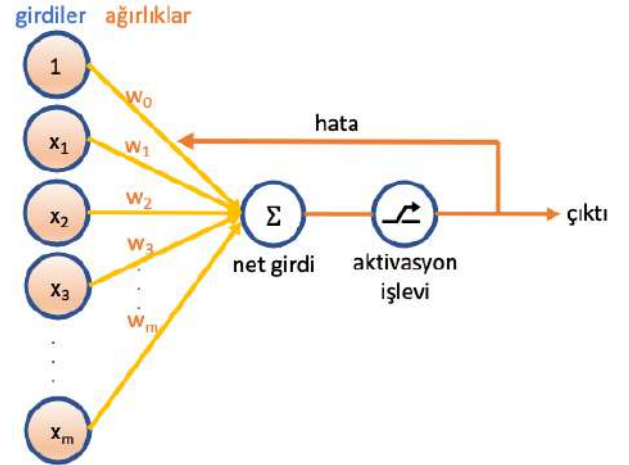 girdiler ağırlıklar
1
w₀
hata
x₁
w₁
x₂
w₂
Σ
çıktı
w₃
net girdi
aktivasyon
işlevi
x₃
wₘ
xₘ